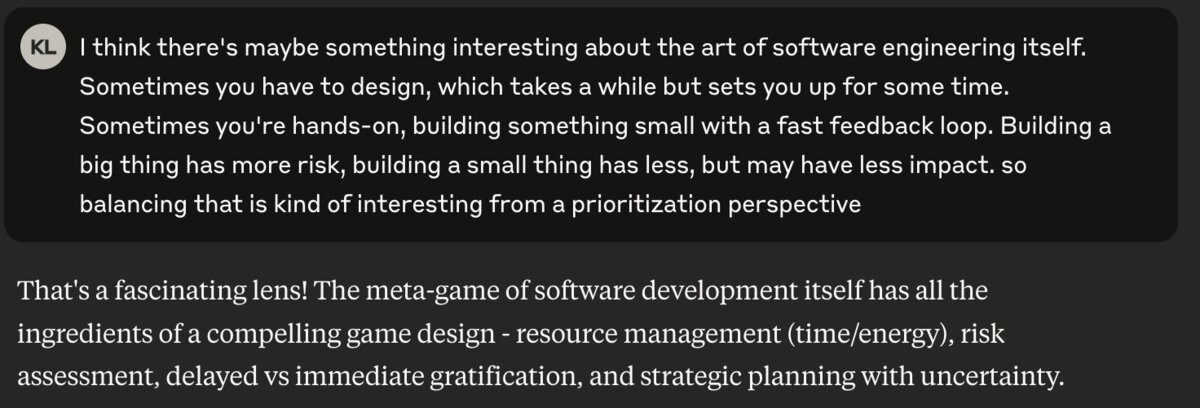 KL
I think there's maybe something interesting about the art of software engineering itself.
Sometimes you have to design, which takes a while but sets you up for some time.
Sometimes you're hands-on, building something small with a fast feedback loop. Building a
big thing has more risk, building a small thing has less, but may have less impact. so
balancing that is kind of interesting from a prioritization perspective
That's a fascinating lens! The meta-game of software development itself has all the
ingredients of a compelling game design - resource management (time/energy), risk
assessment, delayed vs immediate gratification, and strategic planning with uncertainty.